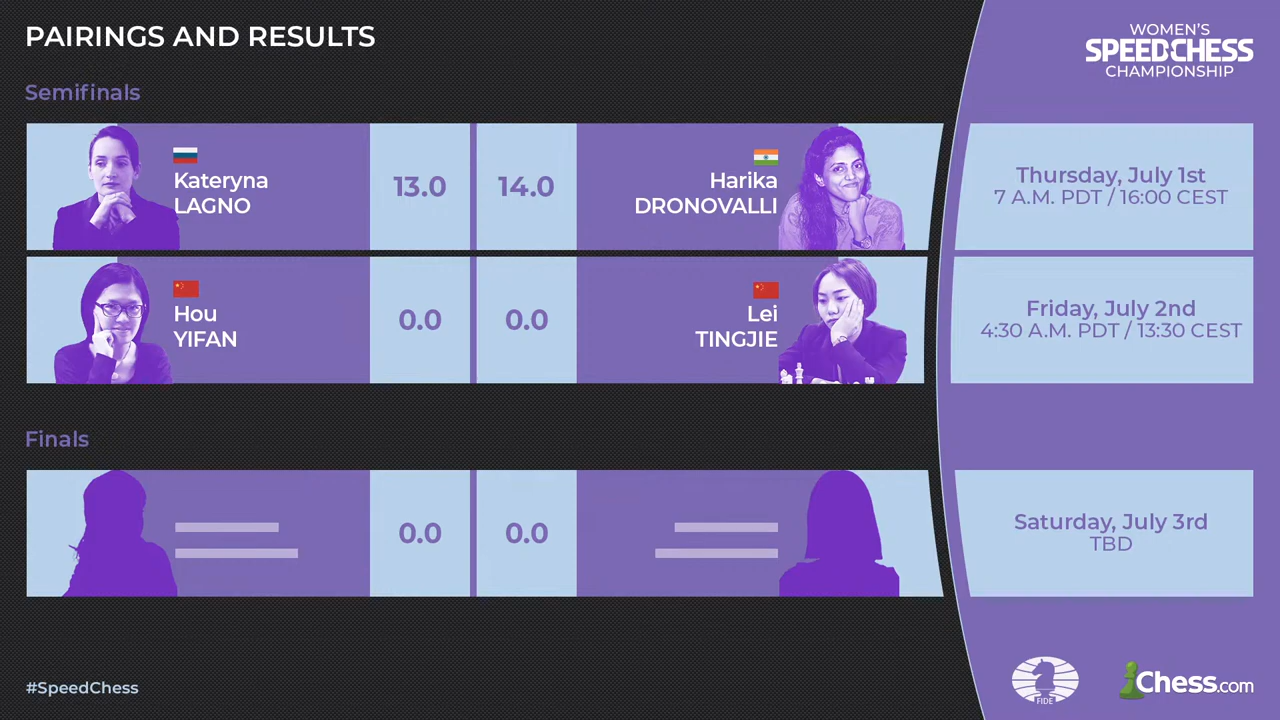 PAIRINGS AND RESULTS
WOMEN'S
SPEEDCHESS
CHAMPIONSHIP
Semifinals
Kateryna
LAGNO
13.0
14.0
Harika
DRONOVALLI
Thursday, July 1st
7 A.M. PDT / 16:00 CEST
Hou
YIFAN
0.0
0.0
Lei
TINGJIE
Friday, July 2nd
4:30 A.M. PDT / 13:30 CEST
Finals
0.0
0.0
Saturday, July 3rd
TBD
#SpeedChess
FIDE
Chess.com